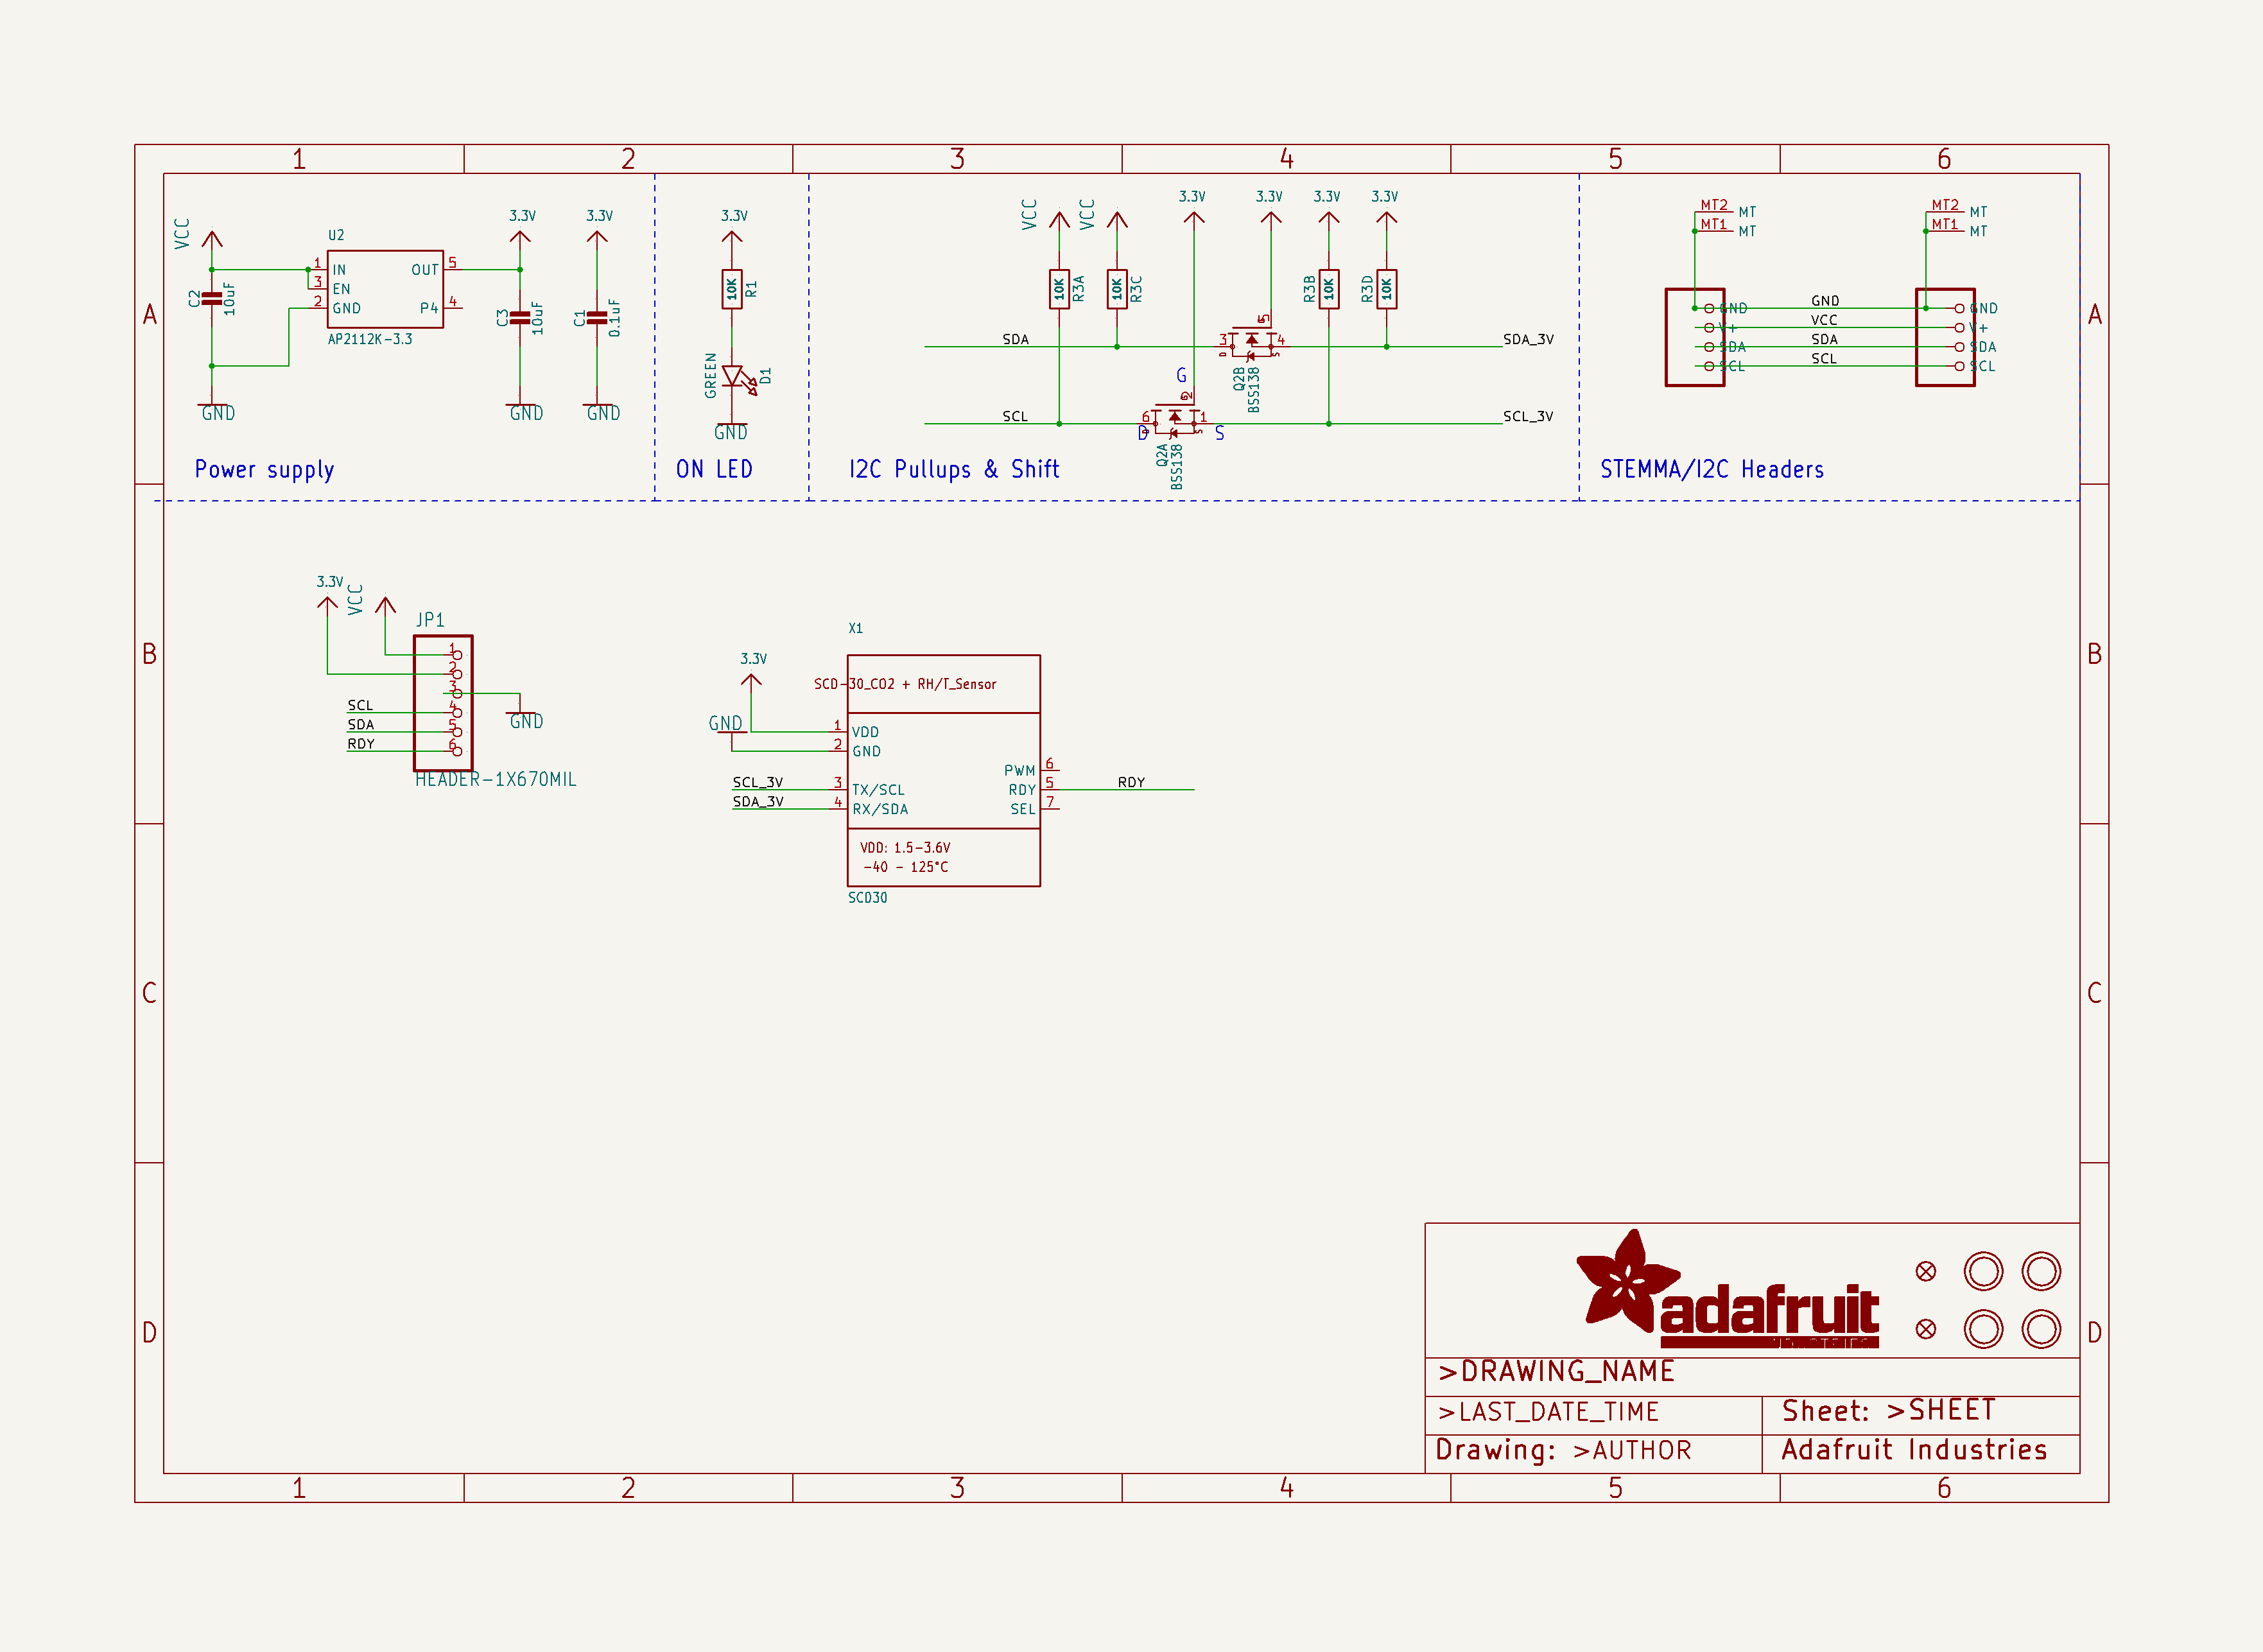 1 2 3 4 5 6
A A
B B
C C
D D
1 2 3 4 5 6
VCC
C2
10uF
GND
U2
1 IN
3 EN
2 GND
OUT 5
P4 4
AP2112K-3.3
3.3V
C3
10uF
GND
3.3V
C1
0.1uF
GND
Power supply
3.3V
10K
R1
GREEN
D1
GND
ON LED
VCC
VCC
3.3V
3.3V
3.3V
3.3V
10K
R3A
10K
R3C
R3B
10K
R3D
10K
SDA
3
D
G
5
4
S
SDA_3V
Q2B
BSS138
G
G
2
SCL
6
D
D
1
S
S
SCL_3V
Q2A
BSS138
I2C Pullups & Shift
MT2 MT
MT1 MT
MT2 MT
MT1 MT
GND GND GND
V+ VCC V+
SDA SDA SDA
SCL SCL SCL
STEMMA/I2C Headers
3.3V
VCC
JP1
1
2
3
SCL 4
SDA 5
RDY 6
GND
HEADER-1X670MIL
X1
3.3V
SCD-30_CO2 + RH/T_Sensor
GND
1 VDD
2 GND
PWM 6
SCL_3V 3 TX/SCL
RDY 5 RDY
SDA_3V 4 RX/SDA
SEL 7
VDD: 1.5-3.6V
-40 - 125°C
SCD30
adafruit
>DRAWING_NAME
>LAST_DATE_TIME
Sheet: >SHEET
Drawing: >AUTHOR
Adafruit Industries